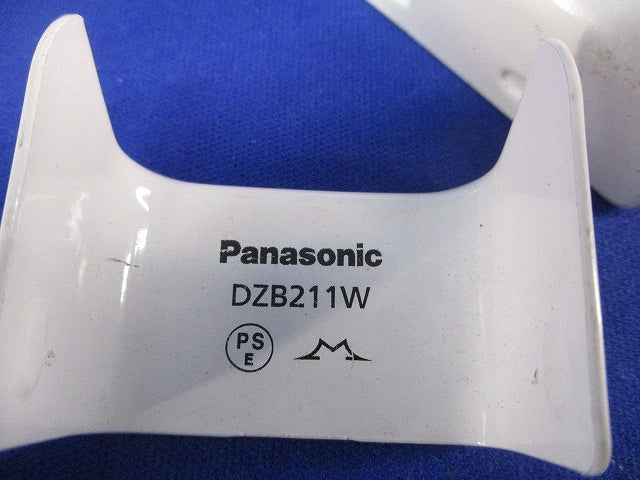 Panasonic
DZB211W
PS
E